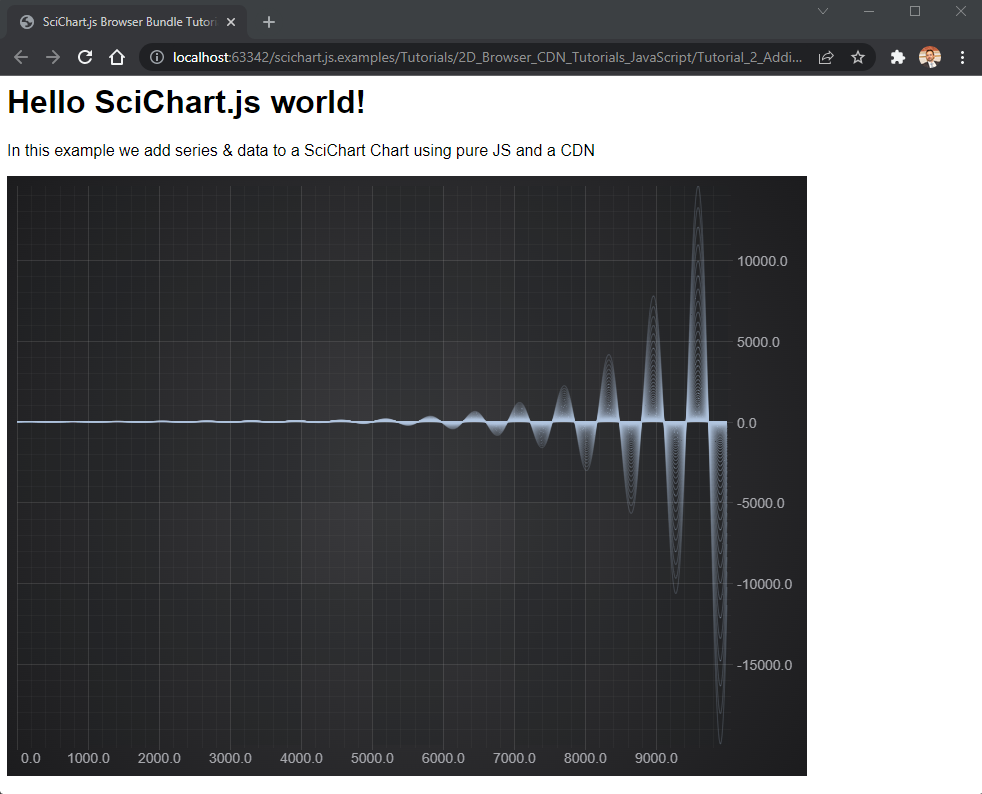 SciChart.js Browser Bundle Tutori
localhost:63342/scichart.js.examples/Tutorials/2D_Browser_CDN_Tutorials_JavaScript/Tutorial_2_Addi...
Hello SciChart.js world!
In this example we add series & data to a SciChart Chart using pure JS and a CDN
10000.0
5000.0
0.0
-5000.0
-10000.0
-15000.0
0.0 1000.0 2000.0 3000.0 4000.0 5000.0 6000.0 7000.0 8000.0 9000.0